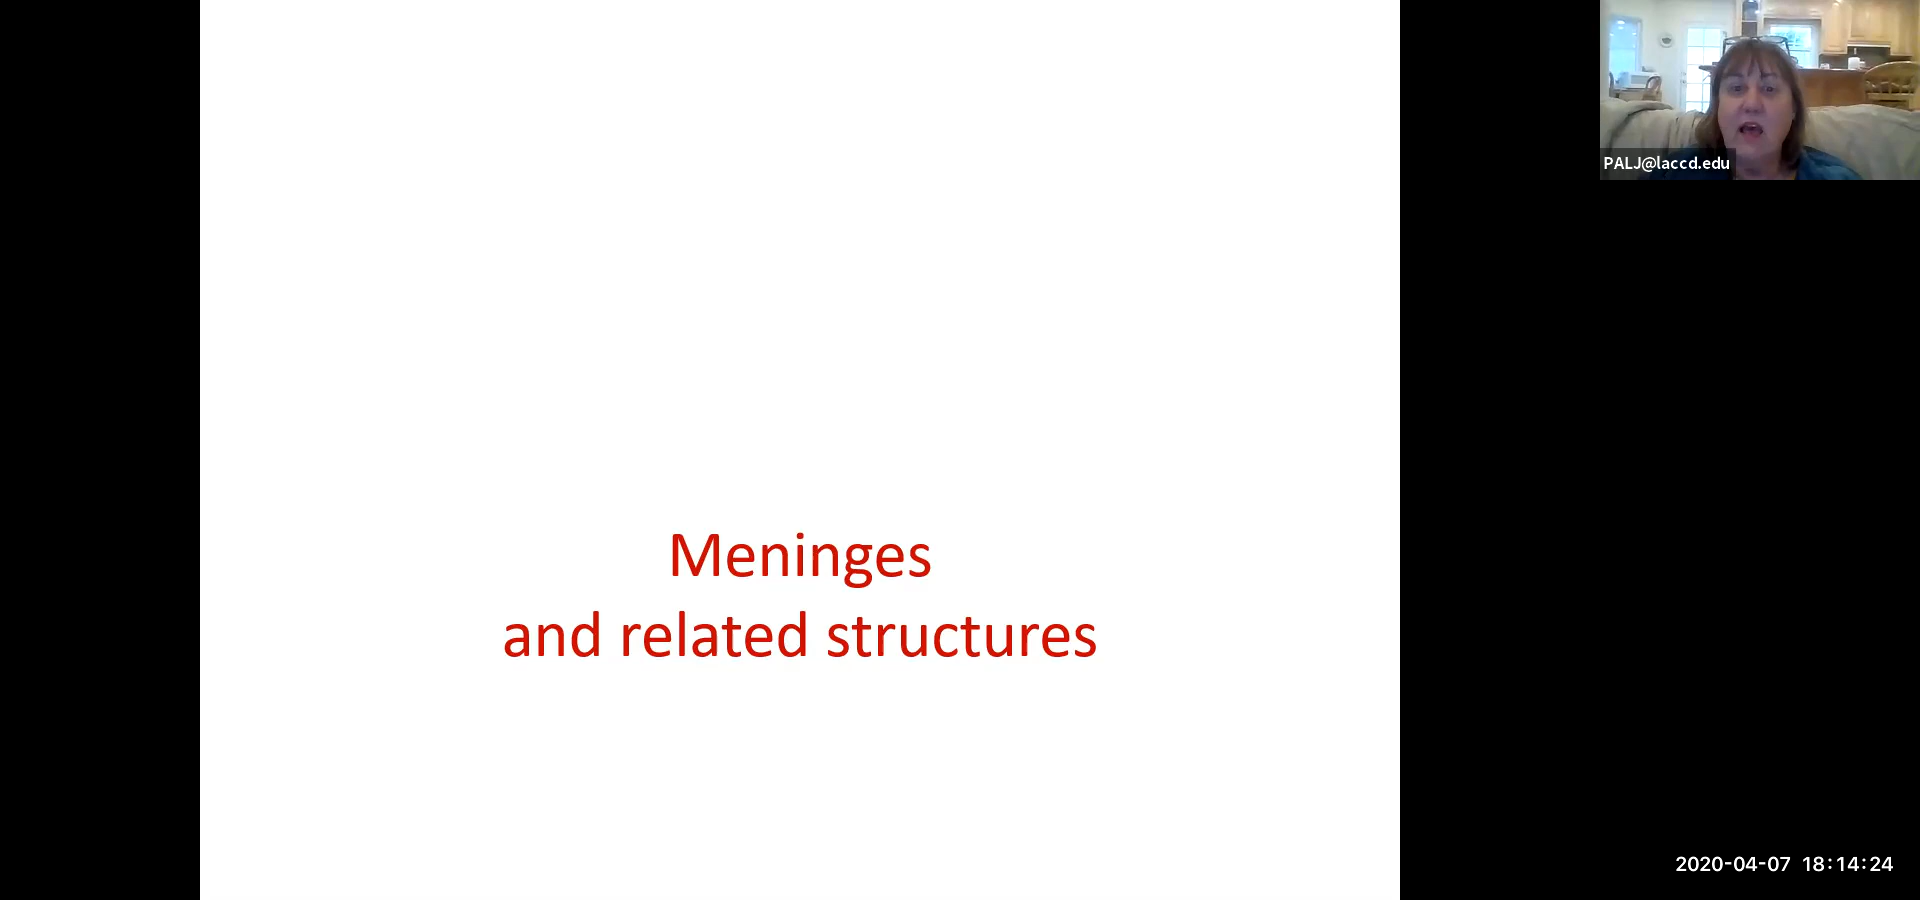 Meninges
and related structures
PALJ@laccd.edu
2020-04-07 18:14:24